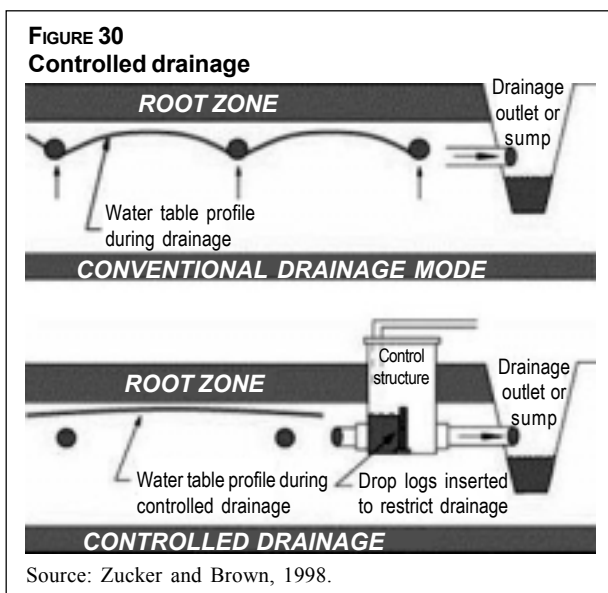 FIGURE 30
Controlled drainage
ROOT ZONE
Drainage
outlet or
sump
Water table profile
during drainage
CONVENTIONAL DRAINAGE MODE
ROOT ZONE
Control
structure
Drainage
outlet or
sump
Water table profile during
controlled drainage
Drop logs inserted
to restrict drainage
CONTROLLED DRAINAGE
Source: Zucker and Brown, 1998.